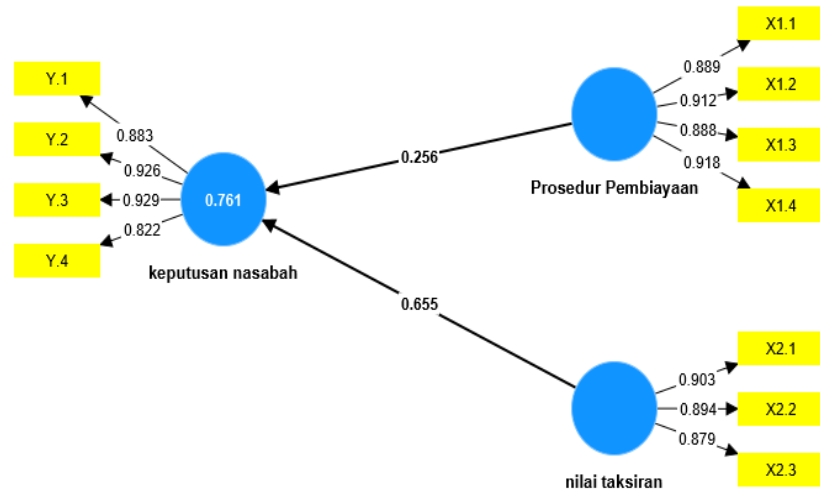 X1.1
0.889
X1.2
0.912
X1.3
0.888
X1.4
0.918
Prosedur Pembiayaan
Y.1
0.883
Y.2
0.926
Y.3
0.929
Y.4
0.822
0.761
keputusan nasabah
0.256
0.655
X2.1
0.903
X2.2
0.894
X2.3
0.879
nilai taksiran